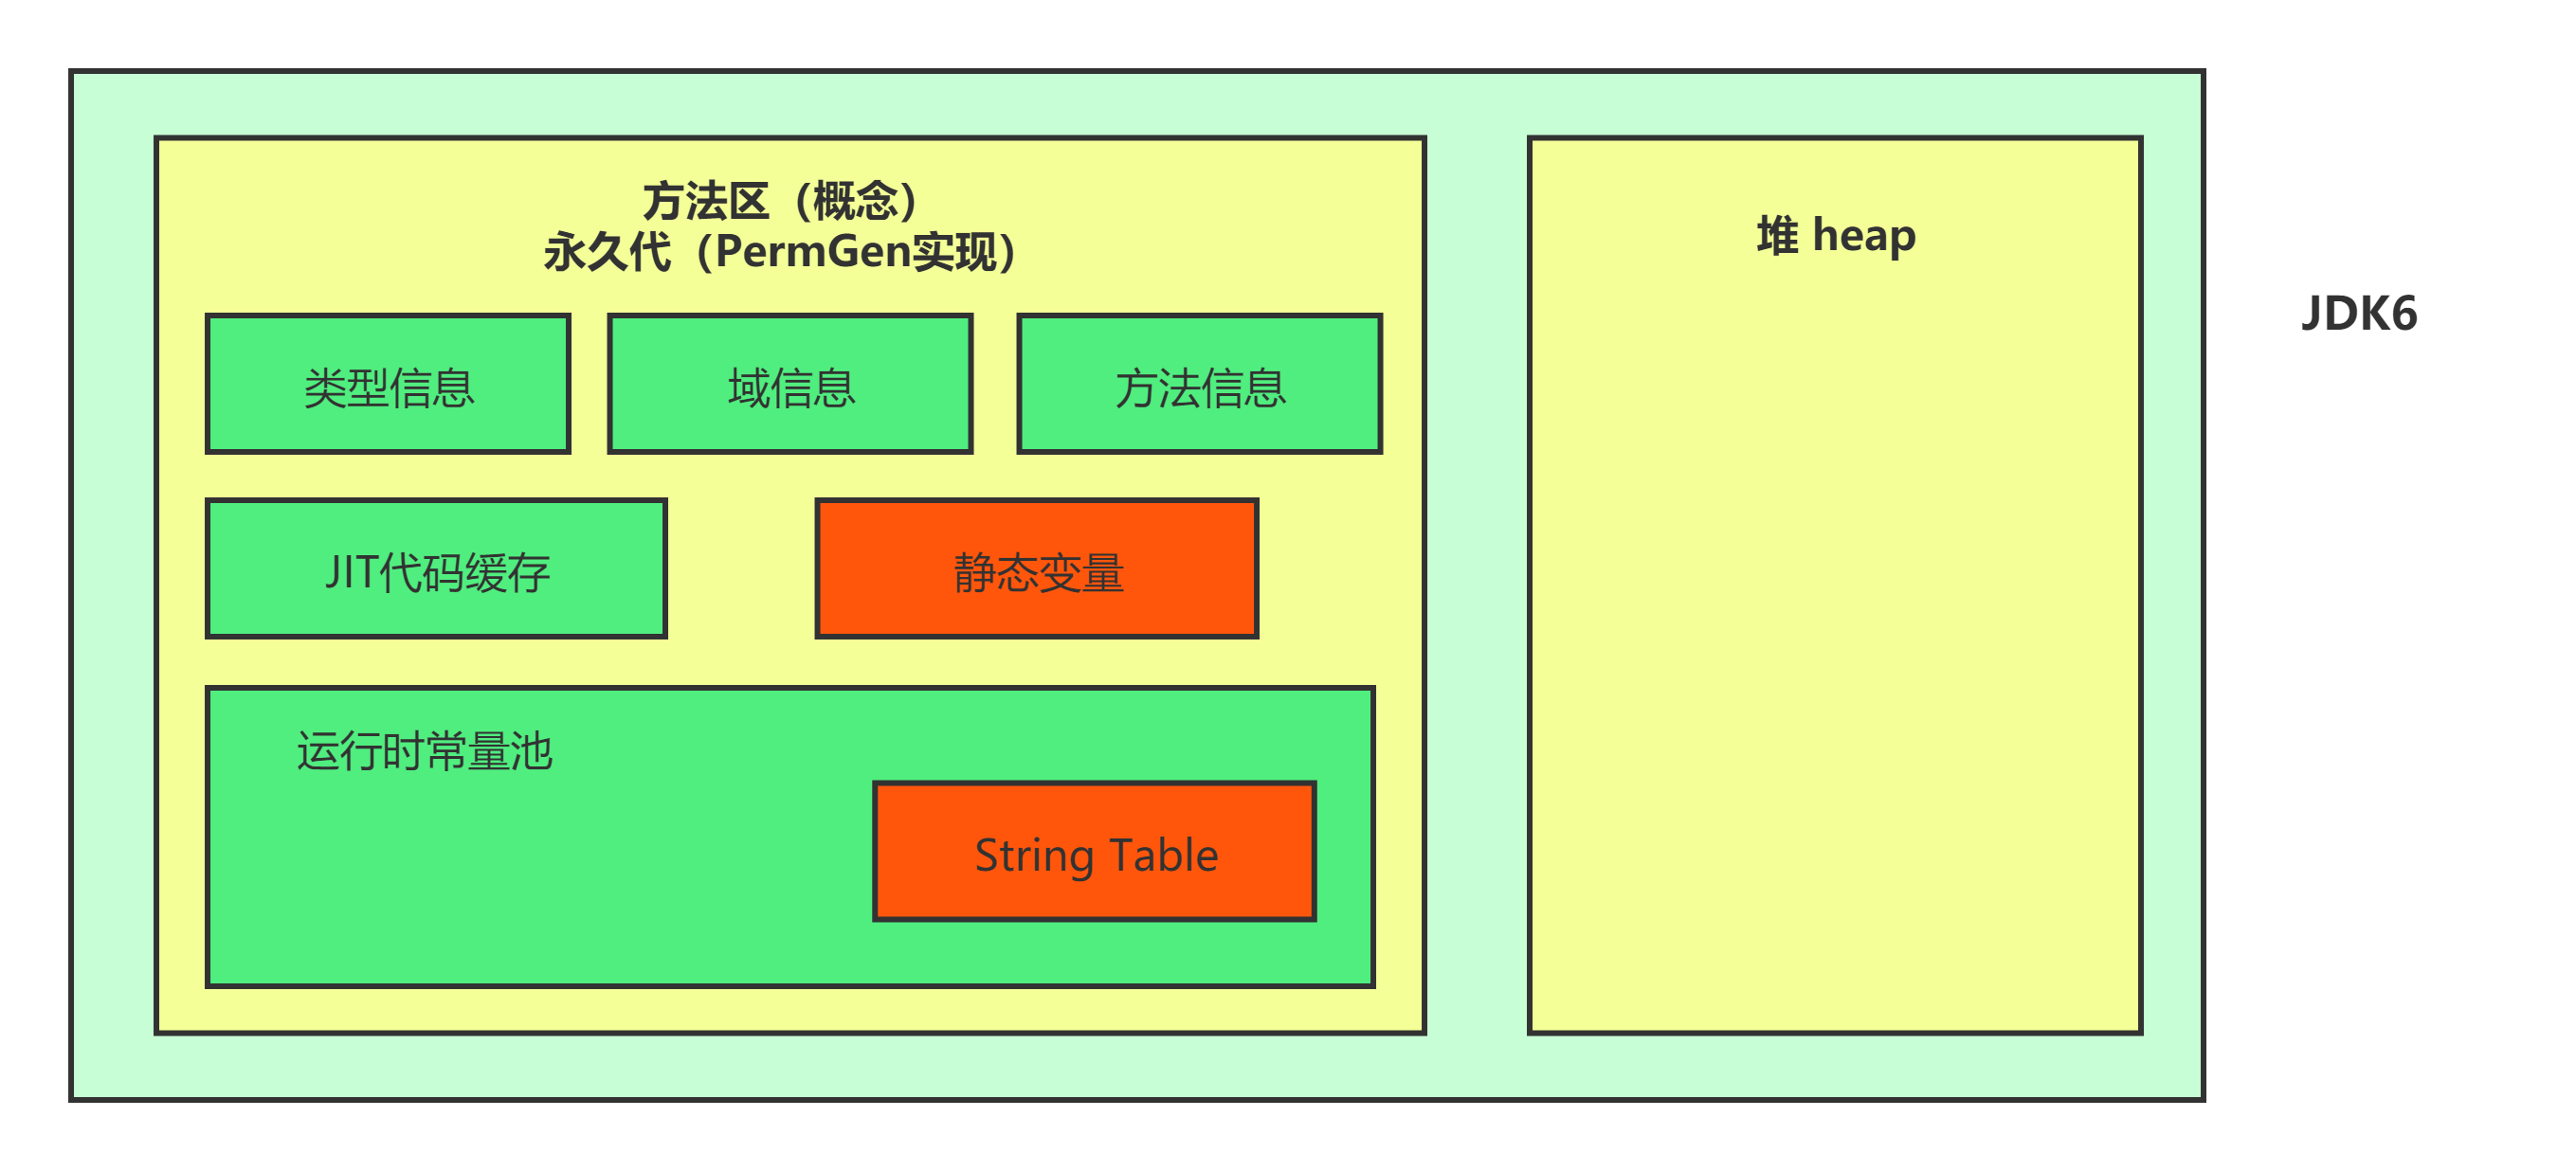 方法区（概念）
永久代（PermGen实现）
类型信息
域信息
方法信息
JIT代码缓存
静态变量
运行时常量池
String Table
堆 heap
JDK6